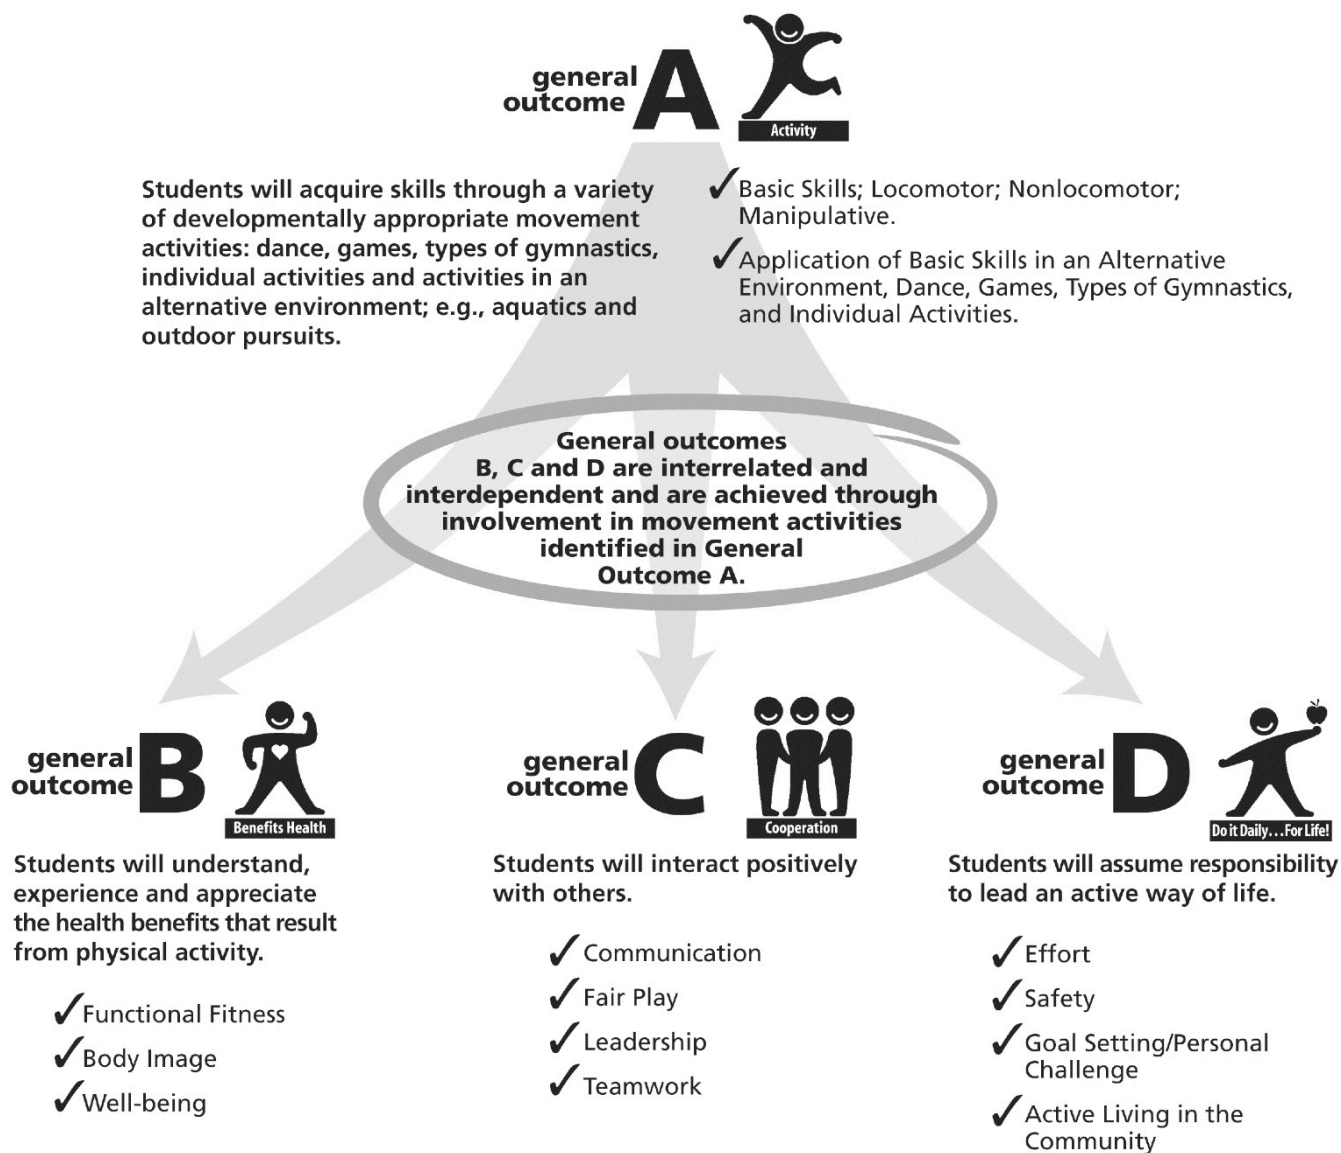 general
outcome A
Activity
Students will acquire skills through a variety
of developmentally appropriate movement
activities: dance, games, types of gymnastics,
individual activities and activities in an
alternative environment; e.g., aquatics and
outdoor pursuits.
✓ Basic Skills; Locomotor; Nonlocomotor;
Manipulative.
✓ Application of Basic Skills in an Alternative
Environment, Dance, Games, Types of Gymnastics,
and Individual Activities.
General outcomes
B, C and D are interrelated and
interdependent and are achieved through
involvement in movement activities
identified in General
Outcome A.
general
outcome B
Benefits Health
Students will understand,
experience and appreciate
the health benefits that result
from physical activity.
✓ Functional Fitness
✓ Body Image
✓ Well-being
general
outcome C
Cooperation
Students will interact positively
with others.
✓ Communication
✓ Fair Play
✓ Leadership
✓ Teamwork
general
outcome D
Do it Daily...For Life!
Students will assume responsibility
to lead an active way of life.
✓ Effort
✓ Safety
✓ Goal Setting/Personal
Challenge
✓ Active Living in the
Community